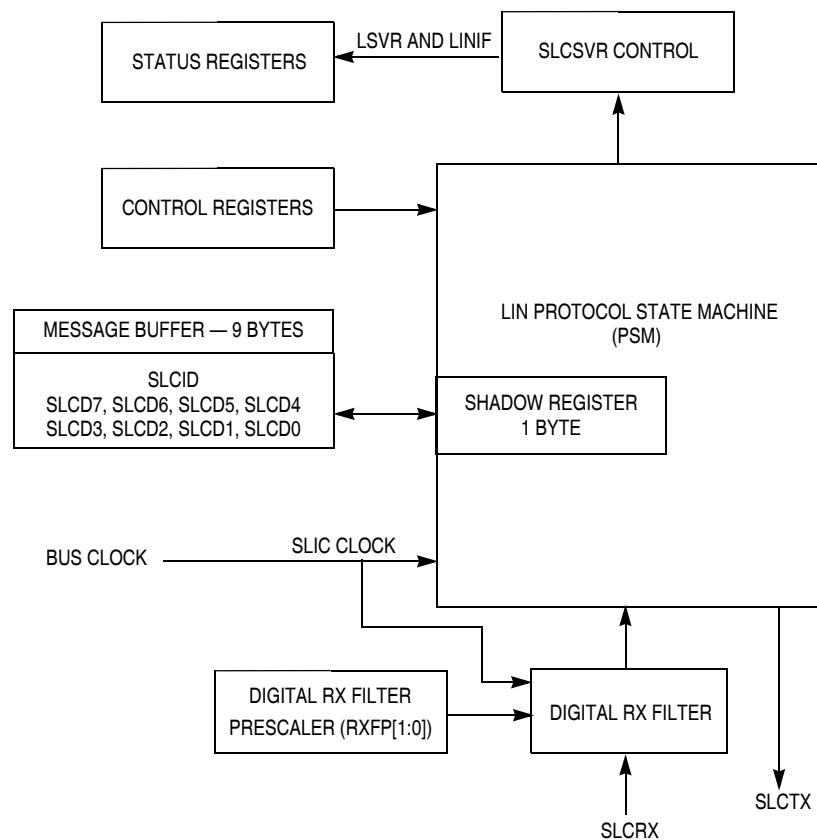 LSVR AND LINIF
STATUS REGISTERS
SLCSVR CONTROL
CONTROL REGISTERS
LIN PROTOCOL STATE MACHINE
(PSM)
MESSAGE BUFFER — 9 BYTES
SLCID
SLCD7, SLCD6, SLCD5, SLCD4
SLCD3, SLCD2, SLCD1, SLCD0
SHADOW REGISTER
1 BYTE
BUS CLOCK
SLIC CLOCK
DIGITAL RX FILTER
PRESCALER (RXFP[1:0])
DIGITAL RX FILTER
SLCTX
SLCRX